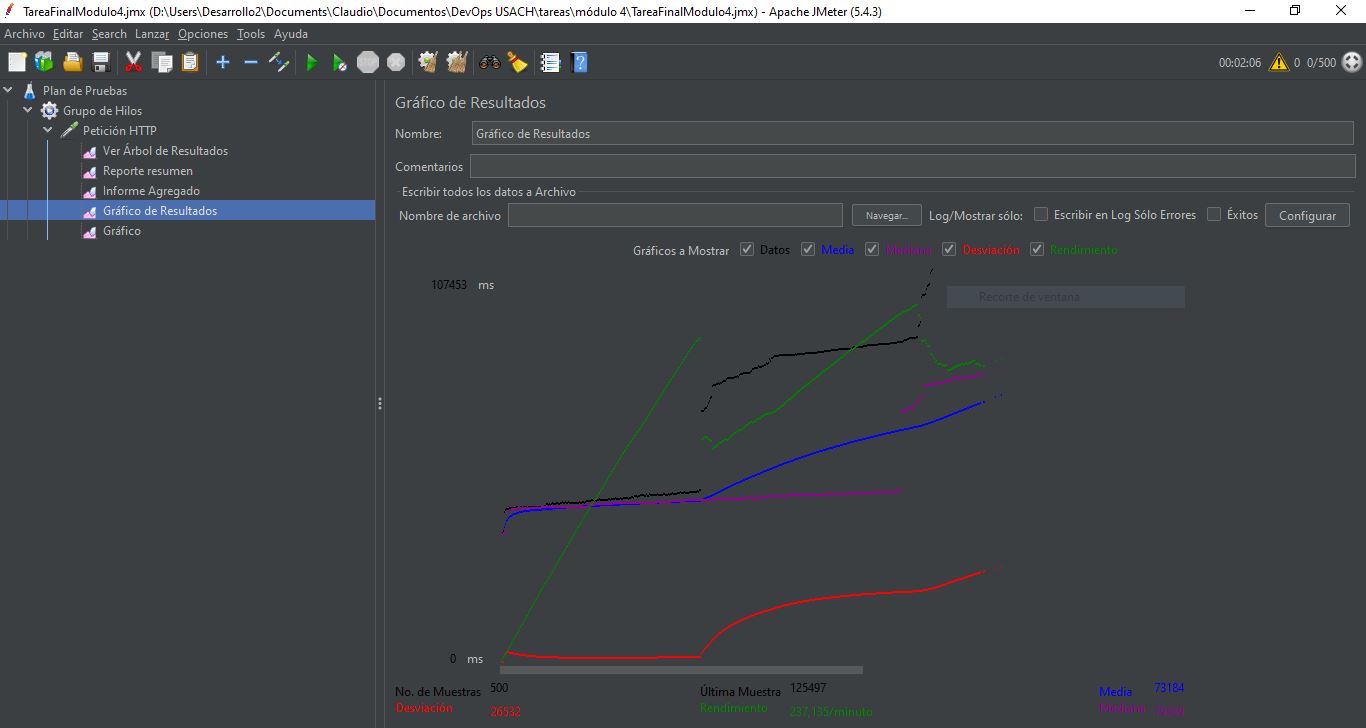 TareaFinalModulo4.jmx (D:\Users\Desarrollo2\Documents\Claudio\Documentos\DevOps USACH\tareas\módulo 4\TareaFinalModulo4.jmx) - Apache JMeter (5.4.3)
Archivo Editar Search Lanzar Opciones Tools Ayuda
STOP
00:02:06 0 0/500
Plan de Pruebas
Grupo de Hilos
Petición HTTP
Ver Árbol de Resultados
Reporte resumen
Informe Agregado
Gráfico de Resultados
Gráfico
Gráfico de Resultados
Nombre: Gráfico de Resultados
Comentarios
Escribir todos los datos a Archivo
Nombre de archivo Navegar... Log/Mostrar sólo: Escribir en Log Sólo Errores Éxitos Configurar
Gráficos a Mostrar Datos Media Mediana Desviación Rendimiento
107453 ms
Recorte de ventana
0 ms
No. de Muestras 500 Última Muestra 125497 Media 73184
Desviación 26532 Rendimiento 237,135/minuto Mediana